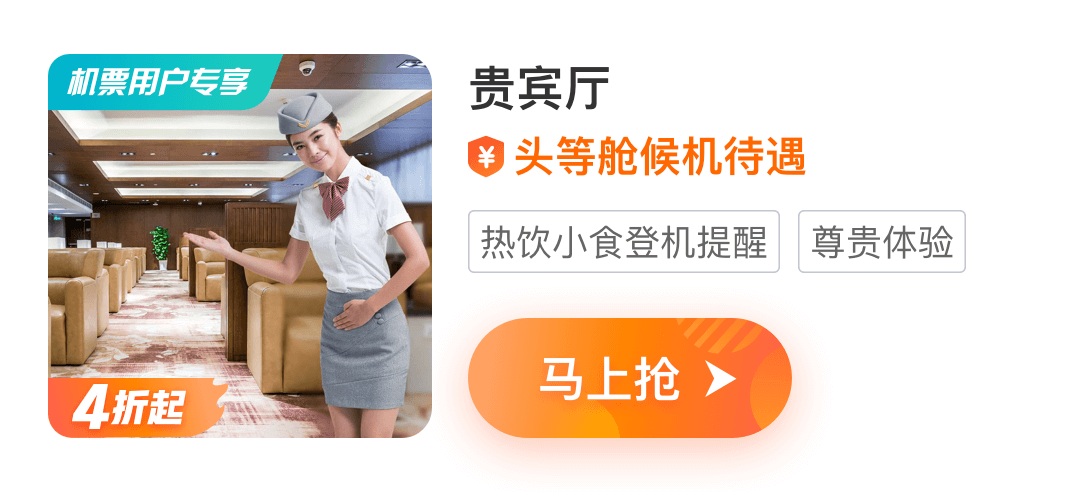 机票用户专享
4折起
贵宾厅
¥ 头等舱候机待遇
热饮小食登机提醒
尊贵体验
马上抢